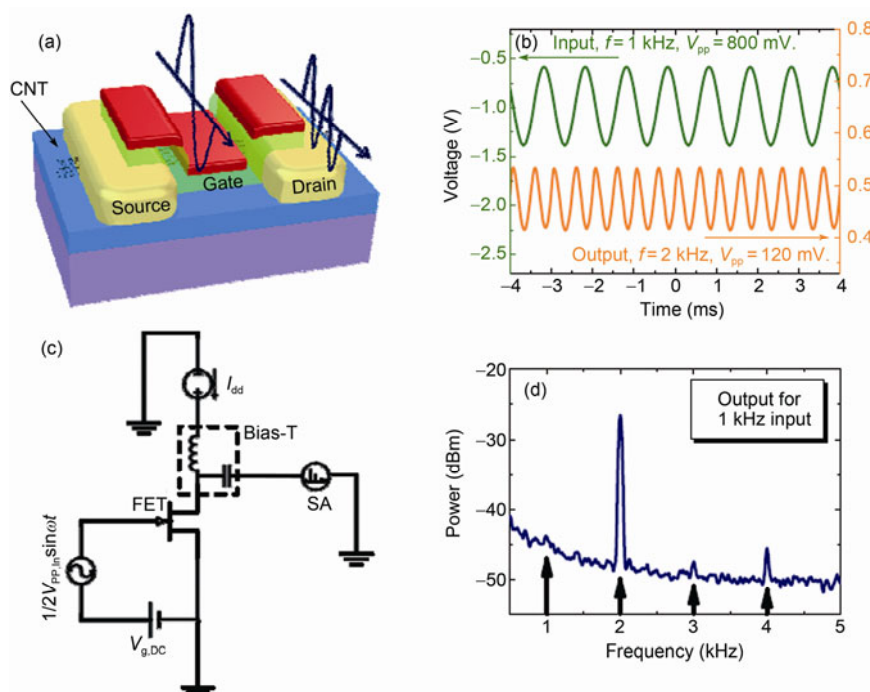 (a)
CNT
Source
Gate
Drain
(b)
Input, f= 1 kHz, Vpp= 800 mV.
Output, f= 2 kHz, Vpp= 120 mV.
Voltage (V)
−0.5
−1.0
−1.5
−2.0
−2.5
0.8
0.7
0.6
0.5
0.4
−4 −3 −2 −1 0 1 2 3 4
Time (ms)
(c)
Idd
Bias-T
FET
SA
1/2VPP,In sinωt
Vg,DC
(d)
Output for
1 kHz input
Power (dBm)
−20
−30
−40
−50
1 2 3 4 5
Frequency (kHz)